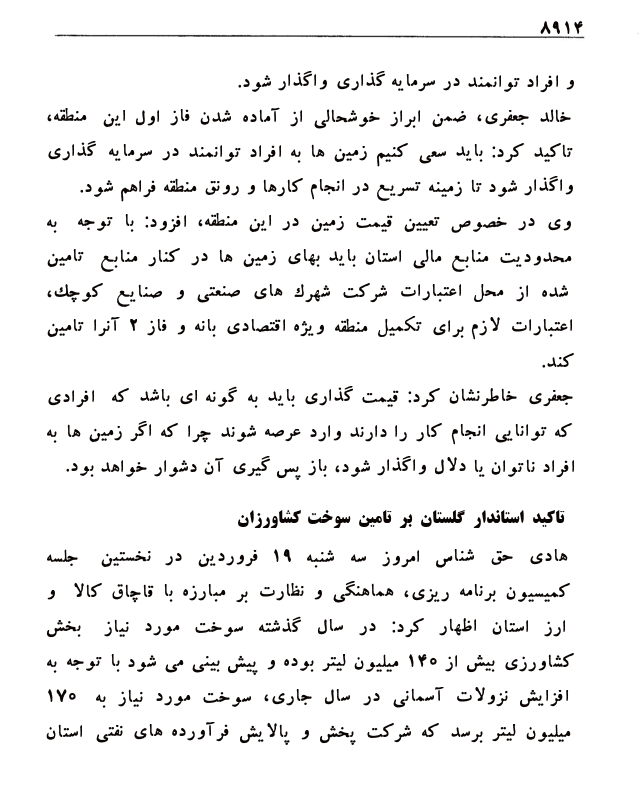 ۸۹۱۴
و افراد توانمند در سرمایه گذاری واگذار شود.
خالد جعفری، ضمن ابراز خوشحالی از آماده شدن فاز اول این منطقه،
تاکید کرد: باید سعی کنیم زمین ها به افراد توانمند در سرمایه گذاری
واگذار شود تا زمینه تسریع در انجام کارها و رونق منطقه فراهم شود.
وی در خصوص تعیین قیمت زمین در این منطقه، افزود: با توجه به
محدودیت منابع مالی استان باید بهای زمین ها در کنار منابع تامین
شده از محل اعتبارات شرکت شهرك های صنعتی و صنایع کوچك،
اعتبارات لازم برای تکمیل منطقه ویژه اقتصادی بانه و فاز ۲ آنرا تامین
کند.
جعفری خاطرنشان کرد: قیمت گذاری باید به گونه ای باشد که افرادی
که توانایی انجام کار را دارند وارد عرصه شوند چرا که اگر زمین ها به
افراد ناتوان یا دلال واگذار شود، باز پس گیری آن دشوار خواهد بود.
تاکید استاندار گلستان بر تامین سوخت کشاورزان
هادی حق شناس امروز سه شنبه ۱۹ فروردین در نخستین جلسه
کمیسیون برنامه ریزی، هماهنگی و نظارت بر مبارزه با قاچاق کالا و
ارز استان اظهار کرد: در سال گذشته سوخت مورد نیاز بخش
کشاورزی بیش از ۱۴۰ میلیون لیتر بوده و پیش بینی می شود با توجه به
افزایش نزولات آسمانی در سال جاری، سوخت مورد نیاز به ۱۷۰
میلیون لیتر برسد که شرکت پخش و پالایش فرآورده های نفتی استان